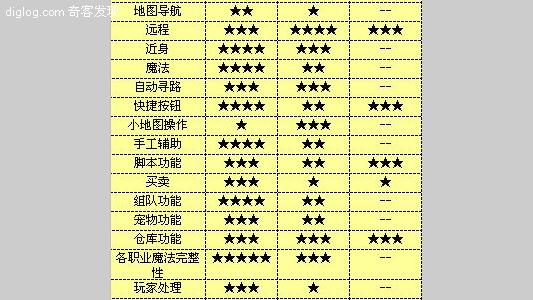 diglog.com 奇客发现
地图导航 ★★ ★ --
远程 ★★★ ★★★★ ★★★
近身 ★★★★ ★★★ --
魔法 ★★★★ ★★ --
自动寻路 ★★★ ★★★ --
快捷按钮 ★★★★ ★★ ★★★
小地图操作 ★ ★★★ --
手工辅助 ★★★★ ★★ --
脚本功能 ★★★ ★★ ★★★
买卖 ★★★ ★ ★
组队功能 ★★★★ ★★ --
宠物功能 ★★★ ★★ --
仓库功能 ★★★ ★★★ ★★★
各职业魔法完整 ★★★★★ ★★★ --
性
玩家处理 ★★★ ★ --